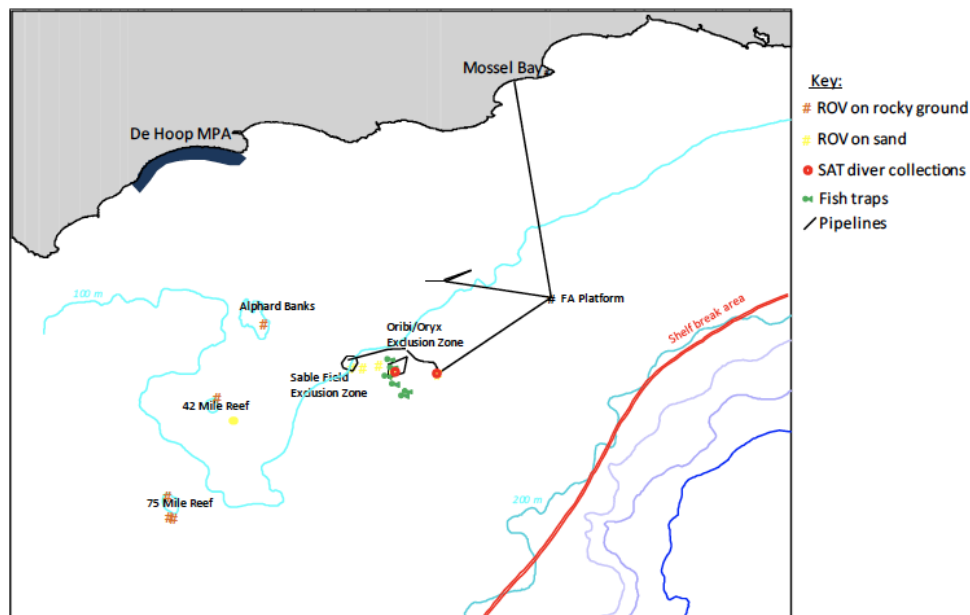 Mossel Bay
De Hoop MPA
100 m
Alphard Banks
# FA Platform
Oribi/Oryx
Exclusion Zone
Shelf break area
Sable Field
Exclusion Zone
42 Mile Reef
75 Mile Reef
200 m
Key:
# ROV on rocky ground
# ROV on sand
SAT diver collections
Fish traps
Pipelines